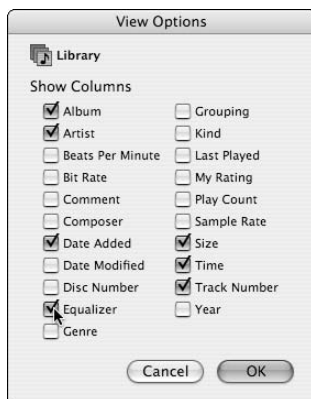 View Options
Library
Show Columns
Album
Artist
Beats Per Minute
Bit Rate
Comment
Composer
Date Added
Date Modified
Disc Number
Equalizer
Genre
Grouping
Kind
Last Played
My Rating
Play Count
Sample Rate
Size
Time
Track Number
Year
Cancel
OK